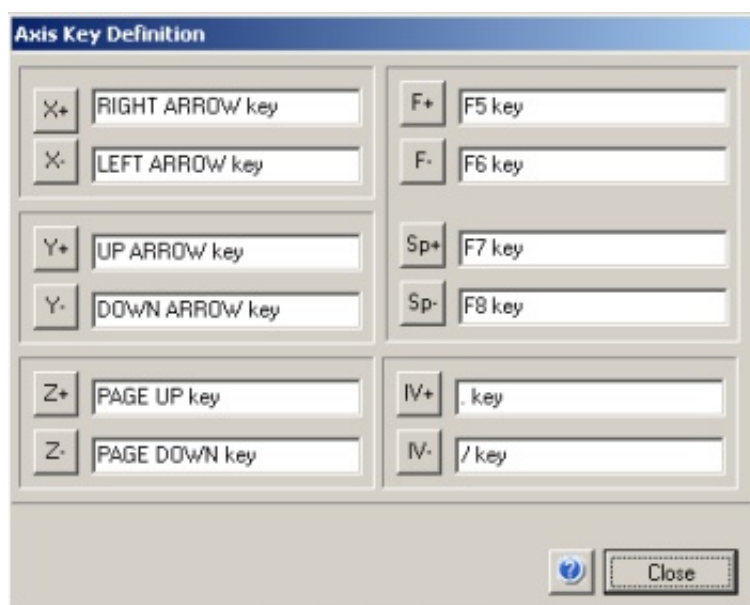 Axis Key Definition
X+ RIGHT ARROW key
X- LEFT ARROW key
Y+ UP ARROW key
Y- DOWN ARROW key
Z+ PAGE UP key
Z- PAGE DOWN key
F+ F5 key
F- F6 key
Sp+ F7 key
Sp- F8 key
IV+ . key
IV- / key
? Close